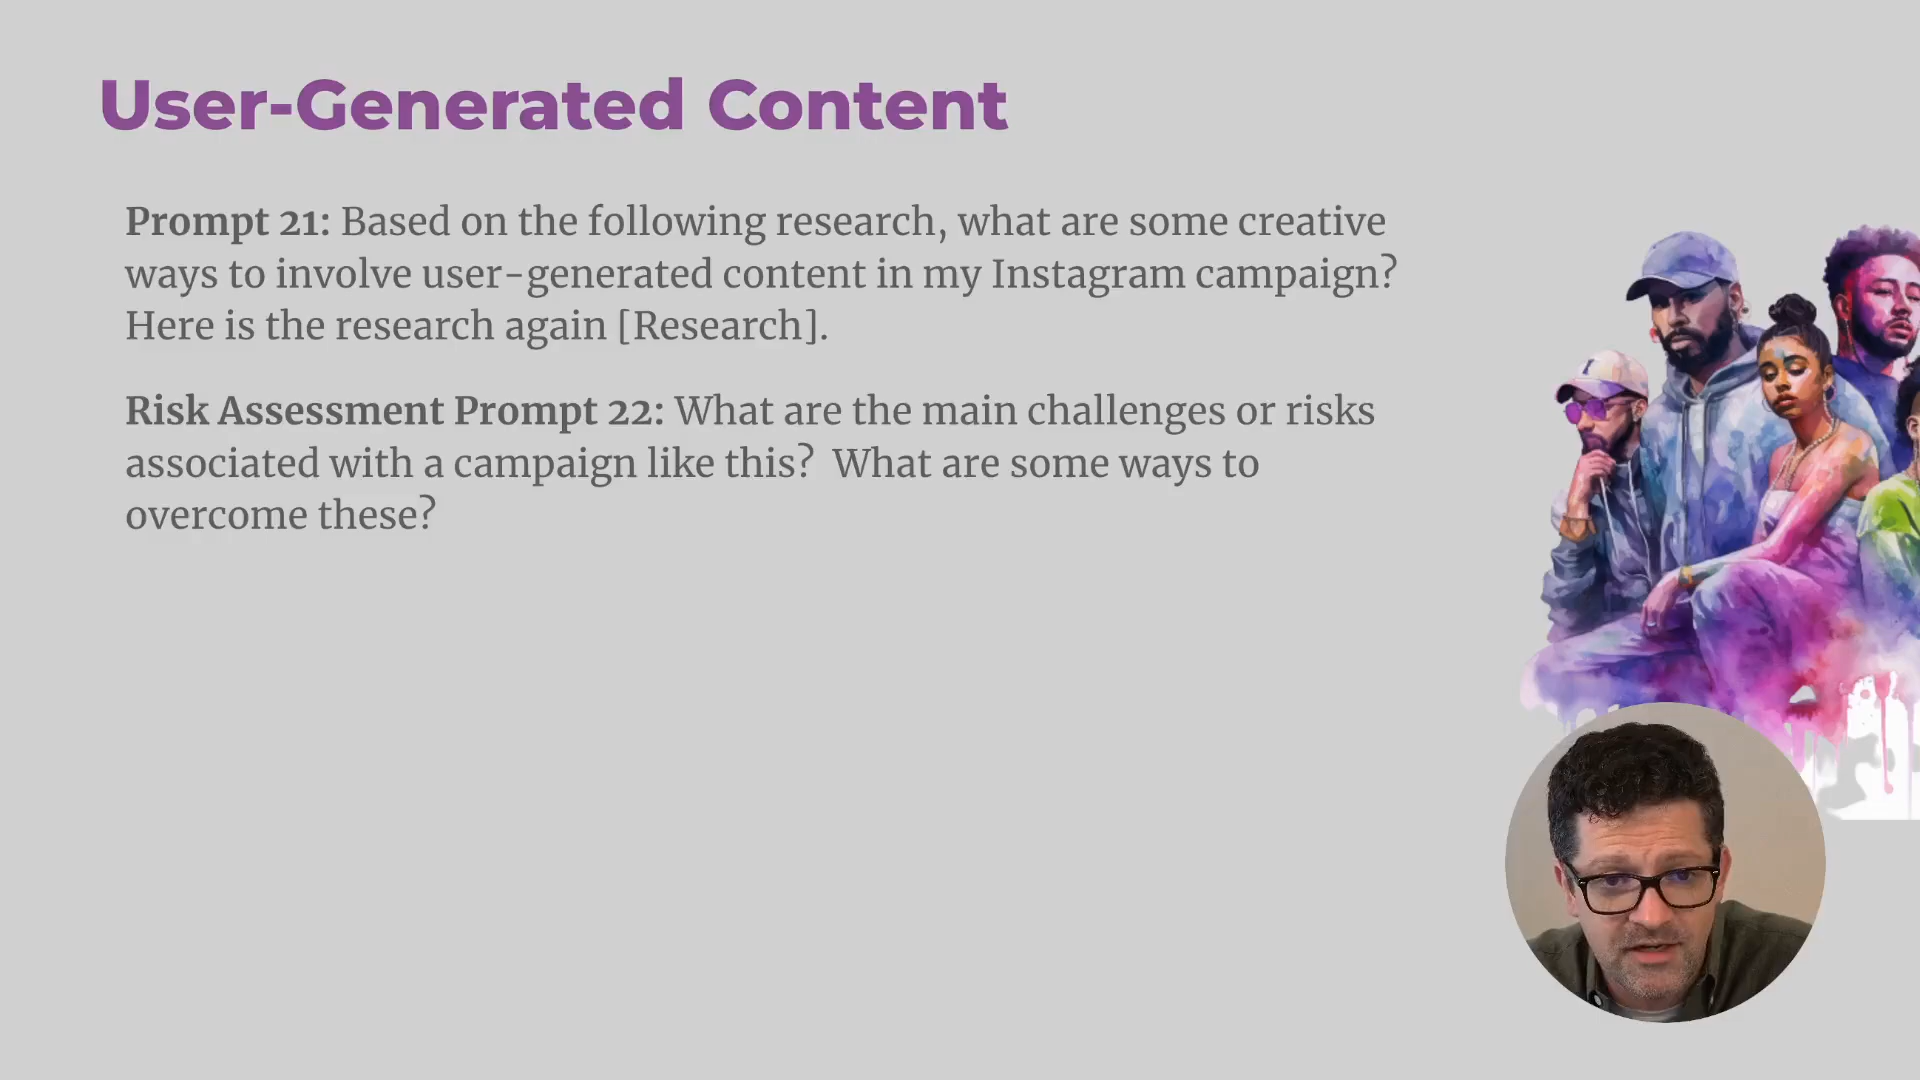 User-Generated Content
Prompt 21: Based on the following research, what are some creative
ways to involve user-generated content in my Instagram campaign?
Here is the research again [Research].
Risk Assessment Prompt 22: What are the main challenges or risks
associated with a campaign like this?  What are some ways to
overcome these?